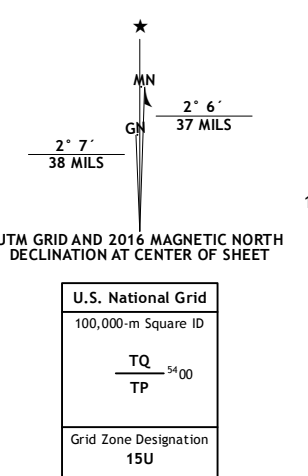 ★
MN
GN
2° 6´
37 MILS
2° 7´
38 MILS
UTM GRID AND 2016 MAGNETIC NORTH
DECLINATION AT CENTER OF SHEET
U.S. National Grid
100,000-m Square ID
TQ
5400
TP
Grid Zone Designation
15U